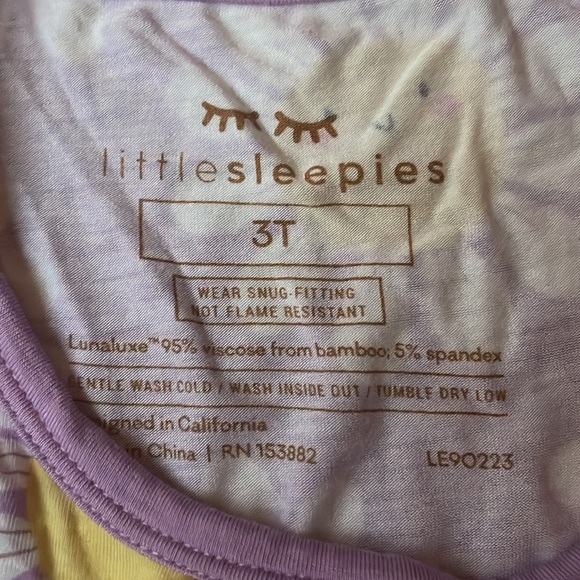 littlesleepies
3T
WEAR SNUG-FITTING
NOT FLAME RESISTANT
Lunaluxe™ 95% viscose from bamboo; 5% spandex
GENTLE WASH COLD / WASH INSIDE OUT / TUMBLE DRY LOW
in California
in China | RN 153882
LE90223